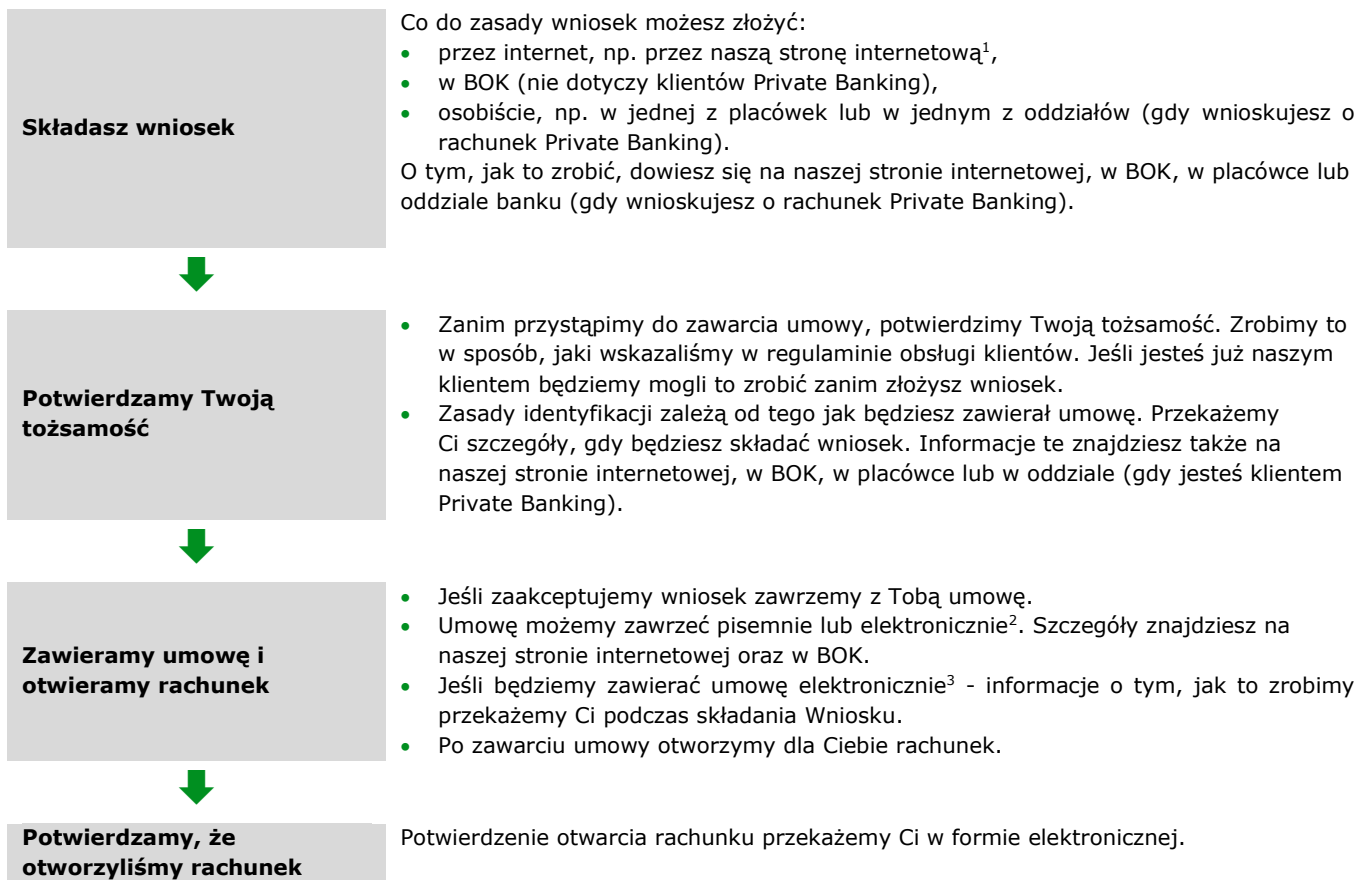 Składasz wniosek
Co do zasady wniosek możesz złożyć:
• przez internet, np. przez naszą stronę internetową¹,
• w BOK (nie dotyczy klientów Private Banking),
• osobiście, np. w jednej z placówek lub w jednym z oddziałów (gdy wnioskujesz o
rachunek Private Banking).
O tym, jak to zrobić, dowiesz się na naszej stronie internetowej, w BOK, w placówce lub
oddziale banku (gdy wnioskujesz o rachunek Private Banking).
Potwierdzamy Twoją
tożsamość
• Zanim przystąpimy do zawarcia umowy, potwierdzimy Twoją tożsamość. Zrobimy to
w sposób, jaki wskazaliśmy w regulaminie obsługi klientów. Jeśli jesteś już naszym
klientem będziemy mogli to zrobić zanim złożysz wniosek.
• Zasady identyfikacji zależą od tego jak będziesz zawierał umowę. Przekażemy
Ci szczegóły, gdy będziesz składać wniosek. Informacje te znajdziesz także na
naszej stronie internetowej, w BOK, w placówce lub w oddziale (gdy jesteś klientem
Private Banking).
Zawieramy umowę i
otwieramy rachunek
• Jeśli zaakceptujemy wniosek zawrzemy z Tobą umowę.
• Umowę możemy zawrzeć pisemnie lub elektronicznie². Szczegóły znajdziesz na
naszej stronie internetowej oraz w BOK.
• Jeśli będziemy zawierać umowę elektronicznie³ - informacje o tym, jak to zrobimy
przekażemy Ci podczas składania Wniosku.
• Po zawarciu umowy otworzymy dla Ciebie rachunek.
Potwierdzamy, że
otworzyliśmy rachunek
Potwierdzenie otwarcia rachunku przekażemy Ci w formie elektronicznej.